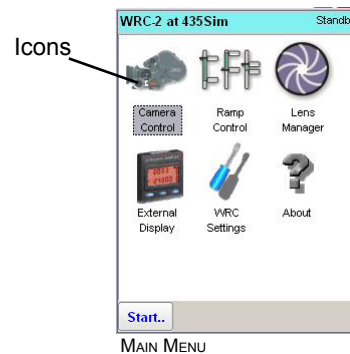 WRC-2 at 435Sim Standb
Icons
Camera Ramp Lens
Control Control Manager
External WRC About
Display Settings
Start..
MAIN MENU